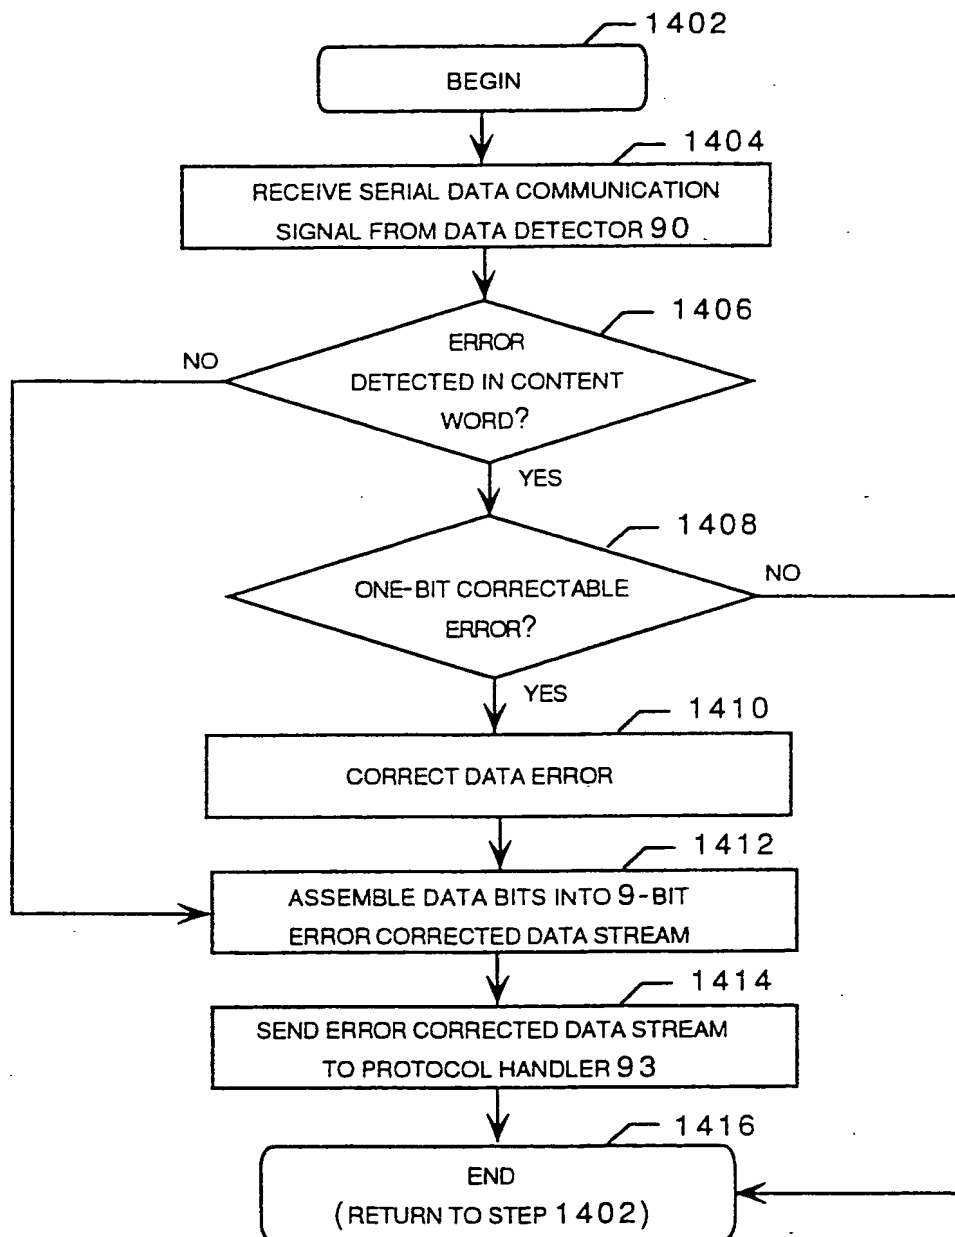 1402
BEGIN
1404
RECEIVE SERIAL DATA COMMUNICATION
SIGNAL FROM DATA DETECTOR 90
1406
ERROR
DETECTED IN CONTENT
WORD?
NO
YES
1408
ONE-BIT CORRECTABLE
ERROR?
NO
YES
1410
CORRECT DATA ERROR
1412
ASSEMBLE DATA BITS INTO 9-BIT
ERROR CORRECTED DATA STREAM
1414
SEND ERROR CORRECTED DATA STREAM
TO PROTOCOL HANDLER 93
1416
END
(RETURN TO STEP 1402)